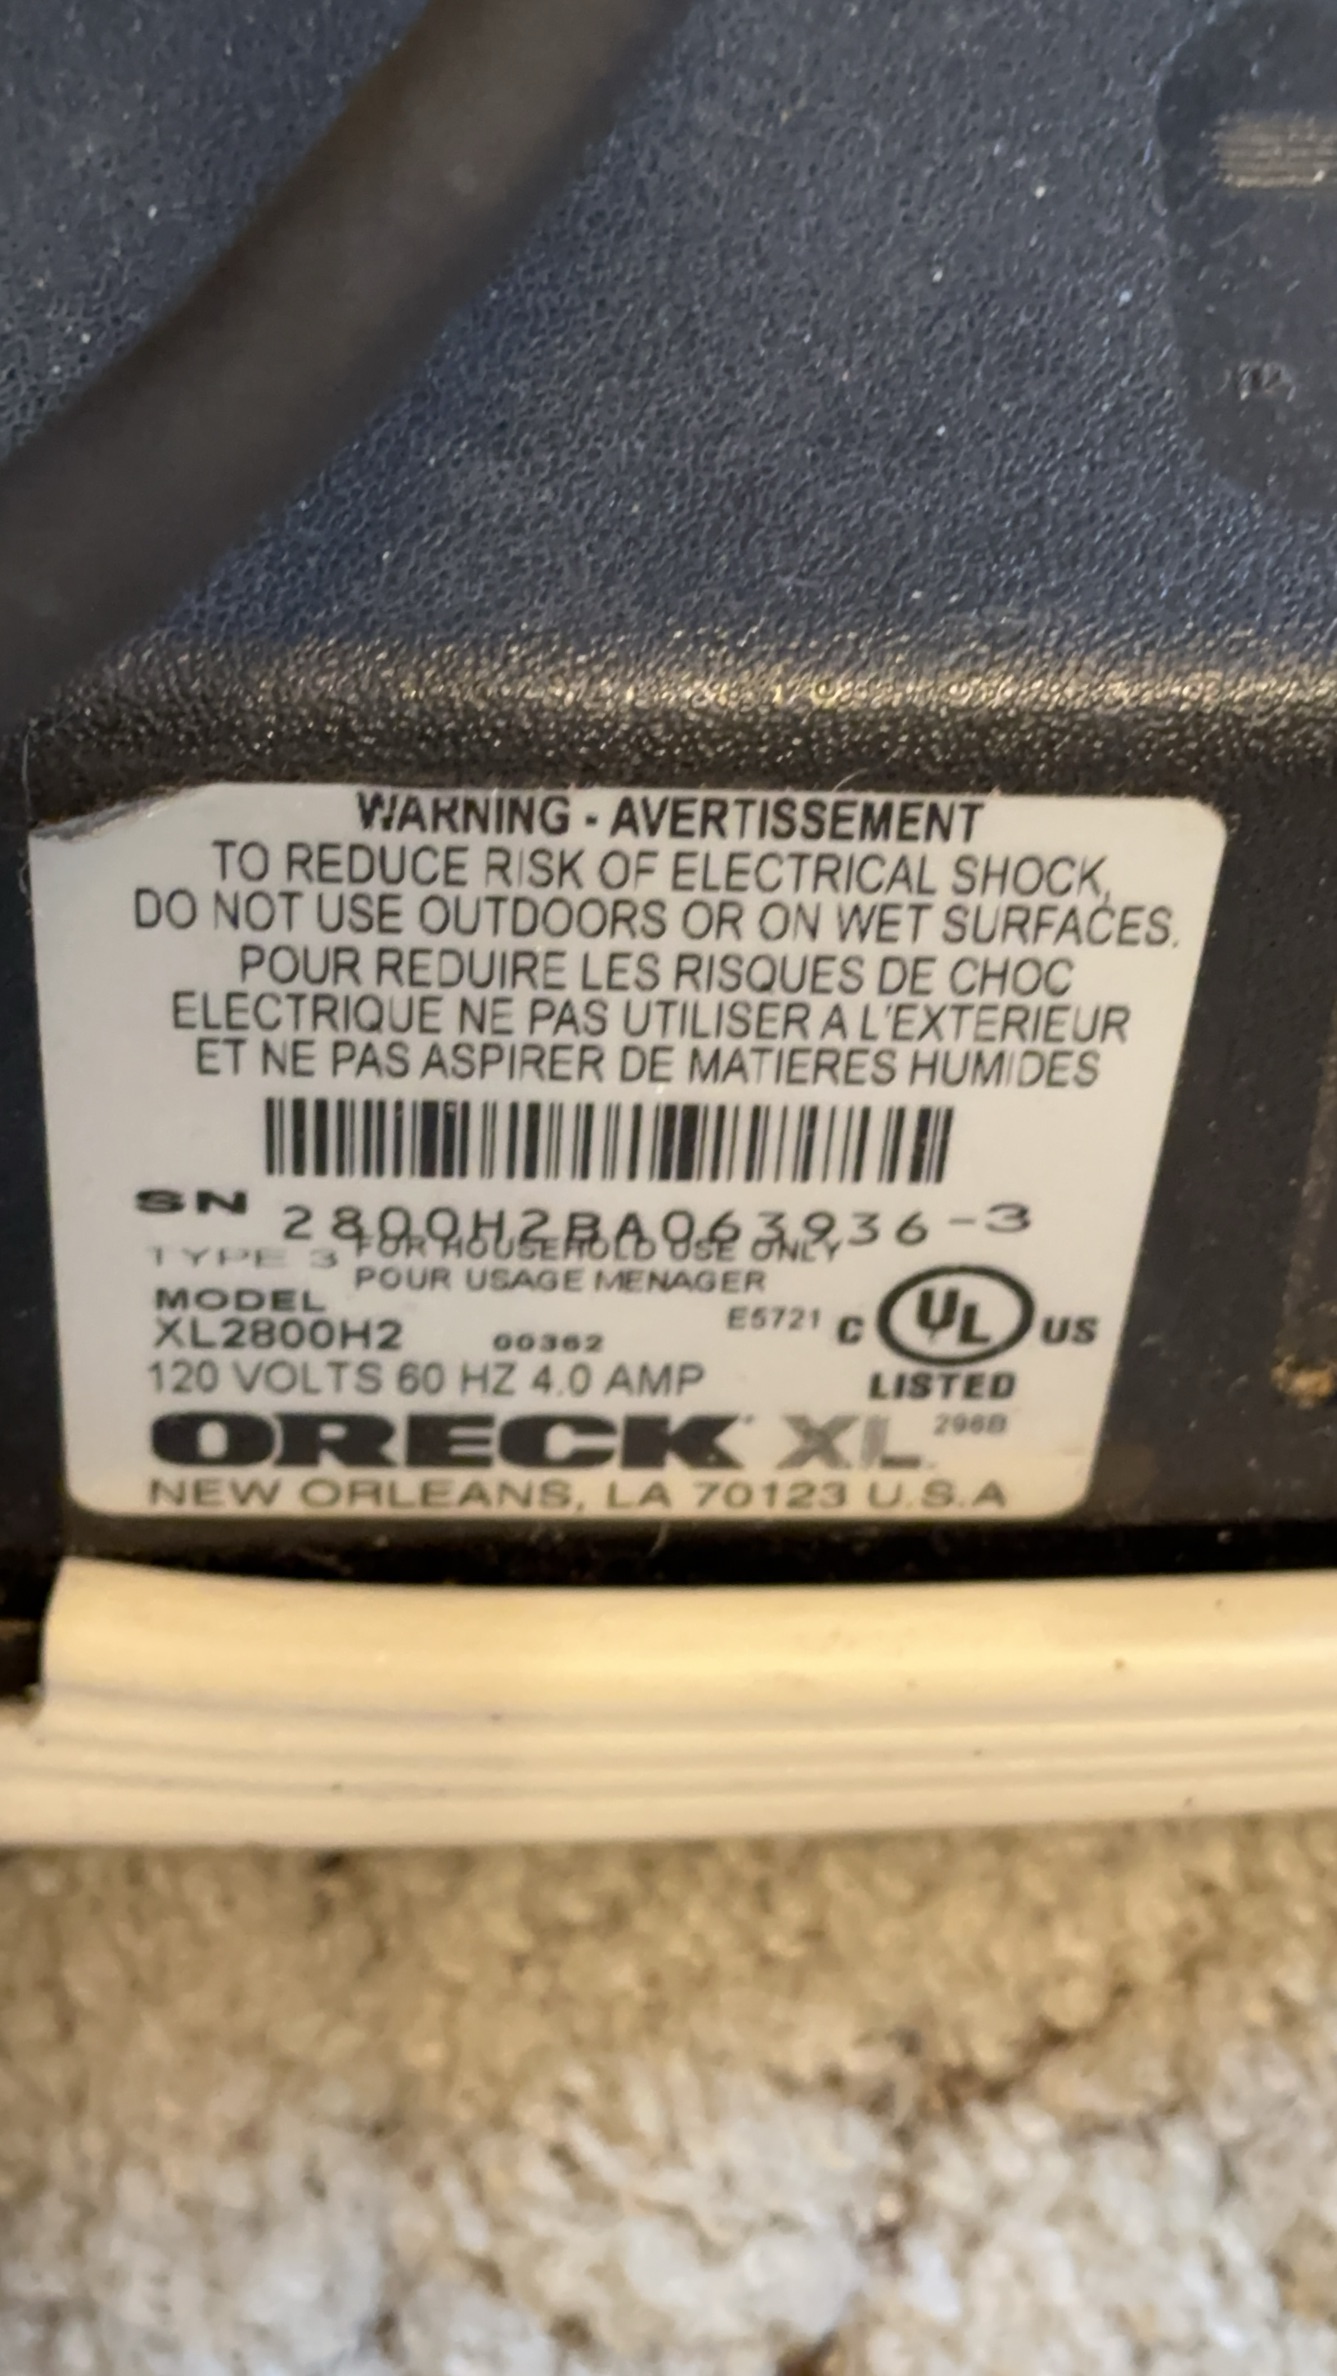 WARNING - AVERTISSEMENT
TO REDUCE RISK OF ELECTRICAL SHOCK,
DO NOT USE OUTDOORS OR ON WET SURFACES.
POUR REDUIRE LES RISQUES DE CHOC
ELECTRIQUE NE PAS UTILISER A L'EXTERIEUR
ET NE PAS ASPIRER DE MATIERES HUMIDES
SN 2800H2BA063936-3
TYPE 3 FOR HOUSEHOLD USE ONLY
POUR USAGE MENAGER
MODEL
XL2800H2 00362 E5721 C UL US
120 VOLTS 60 HZ 4.0 AMP LISTED
ORECK XL 296B
NEW ORLEANS, LA 70123 U.S.A